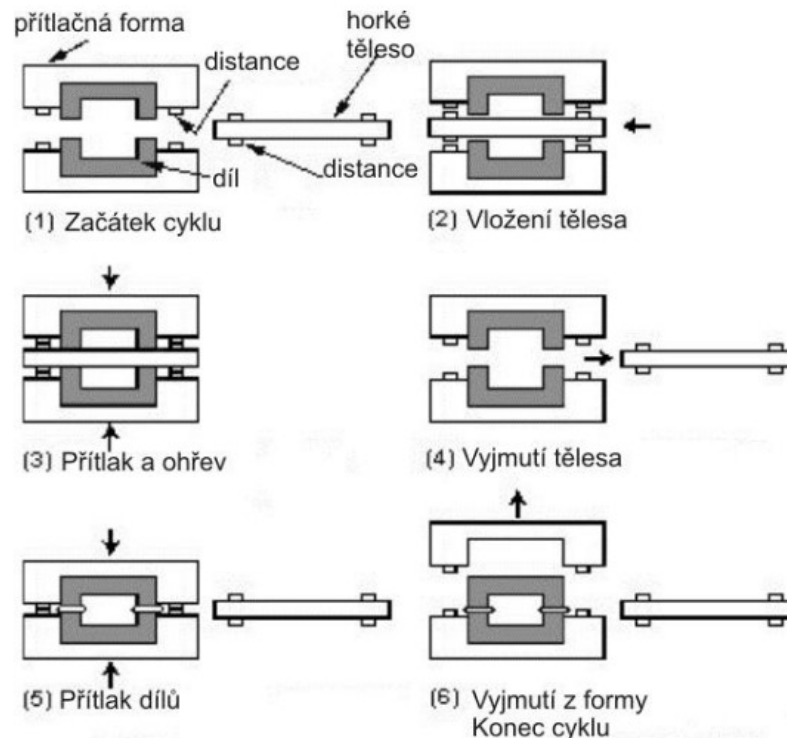 přítlačná forma
distance
horké
těleso
díl
distance
(1) Začátek cyklu
(2) Vložení tělesa
(3) Přítlak a ohřev
(4) Vyjmutí tělesa
(5) Přítlak dílů
(6) Vyjmutí z formy
Konec cyklu